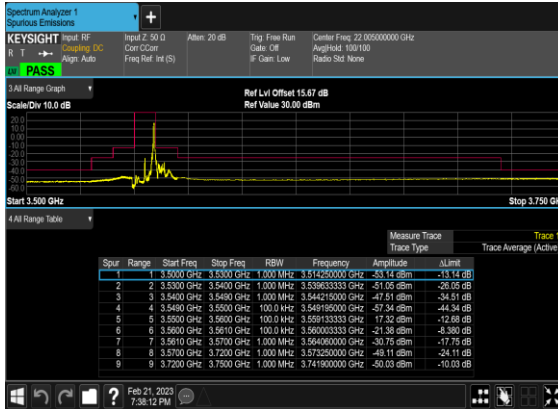 Spectrum Analyzer 1
Spurious Emissions
KEYSIGHT Input: RF Input Z: 50 Ω Atten: 20 dB Trig: Free Run Center Freq: 22.005000000 GHz
R T Coupling: DC Corr CCorr Gate: Off Avg|Hold: 100/100
Align: Auto Freq Ref: Int (S) IF Gain: Low Radio Std: None
PASS
3 All Range Graph
Ref Lvl Offset 15.67 dB
Scale/Div 10.0 dB Ref Value 30.00 dBm
20.0
10.0
0.00
-10.0
-20.0
-30.0
-40.0
-50.0
-60.0
Start 3.500 GHz Stop 3.750 GH
4 All Range Table
Measure Trace Trace 1
Trace Type Trace Average (Active
Spur Range Start Freq Stop Freq RBW Frequency Amplitude ΔLimit
1 1 3.5000 GHz 3.5300 GHz 1.000 MHz 3.514250000 GHz -53.14 dBm -13.14 dB
2 2 3.5300 GHz 3.5400 GHz 1.000 MHz 3.539633333 GHz -51.05 dBm -26.05 dB
3 3 3.5400 GHz 3.5490 GHz 1.000 MHz 3.544215000 GHz -47.51 dBm -34.51 dB
4 4 3.5490 GHz 3.5500 GHz 100.0 kHz 3.549195000 GHz -57.34 dBm -44.34 dB
5 5 3.5500 GHz 3.5600 GHz 100.0 kHz 3.559133333 GHz 17.32 dBm -12.68 dB
6 6 3.5600 GHz 3.5610 GHz 100.0 kHz 3.560003333 GHz -21.38 dBm -8.380 dB
7 7 3.5610 GHz 3.5700 GHz 1.000 MHz 3.564060000 GHz -30.75 dBm -17.75 dB
8 8 3.5700 GHz 3.7200 GHz 1.000 MHz 3.573250000 GHz -49.11 dBm -24.11 dB
9 9 3.7200 GHz 3.7500 GHz 1.000 MHz 3.741900000 GHz -50.03 dBm -10.03 dB
Feb 21, 2023
7:38:12 PM